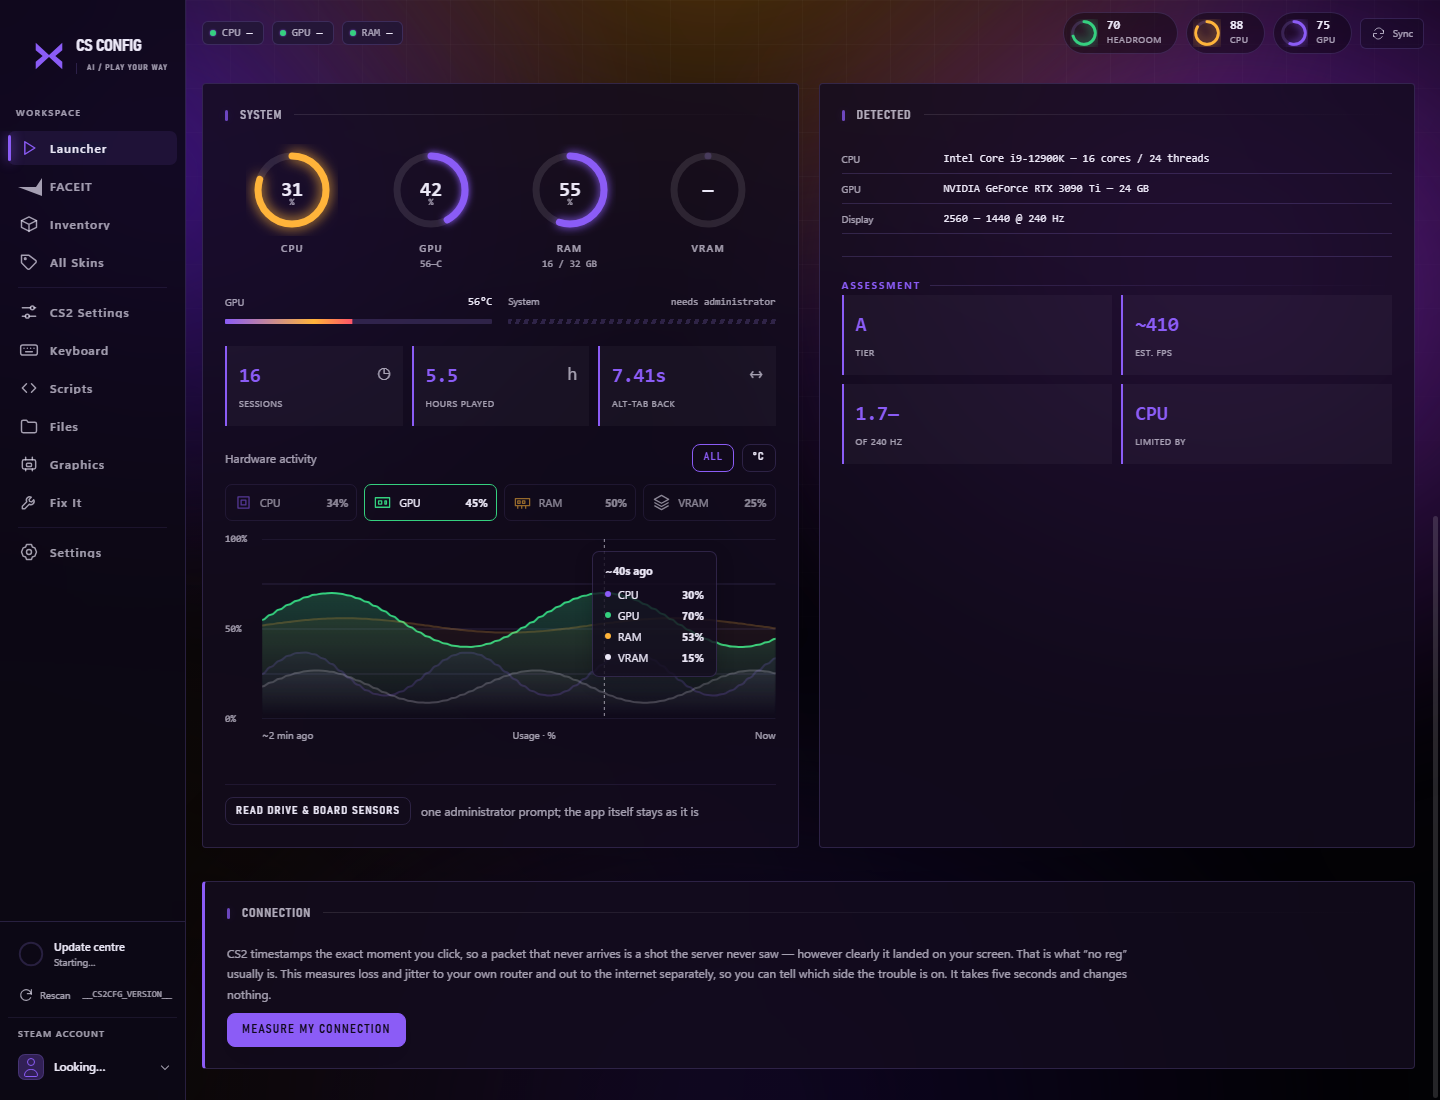 CS CONFIG
AI / PLAY YOUR WAY
WORKSPACE
Launcher
FACEIT
Inventory
All Skins
CS2 Settings
Keyboard
Scripts
Files
Graphics
Fix It
Settings
Update centre
Starting...
Rescan __CS2CFG_VERSION__
STEAM ACCOUNT
Looking...
CPU —
GPU —
RAM —
70
HEADROOM
88
CPU
75
GPU
Sync
SYSTEM
31
%
CPU
42
%
GPU
56—C
55
%
RAM
16 / 32 GB
—
VRAM
GPU 56°C
System needs administrator
16
SESSIONS
5.5 h
HOURS PLAYED
7.41s
ALT-TAB BACK
Hardware activity
ALL °C
CPU 34%
GPU 45%
RAM 50%
VRAM 25%
100%
50%
0%
~40s ago
CPU 30%
GPU 70%
RAM 53%
VRAM 15%
~2 min ago Usage · % Now
READ DRIVE & BOARD SENSORS one administrator prompt; the app itself stays as it is
DETECTED
CPU Intel Core i9-12900K — 16 cores / 24 threads
GPU NVIDIA GeForce RTX 3090 Ti — 24 GB
Display 2560 — 1440 @ 240 Hz
ASSESSMENT
A
TIER
~410
EST. FPS
1.7—
OF 240 HZ
CPU
LIMITED BY
CONNECTION
CS2 timestamps the exact moment you click, so a packet that never arrives is a shot the server never saw — however clearly it landed on your screen. That is what “no reg”
usually is. This measures loss and jitter to your own router and out to the internet separately, so you can tell which side the trouble is on. It takes five seconds and changes
nothing.
MEASURE MY CONNECTION